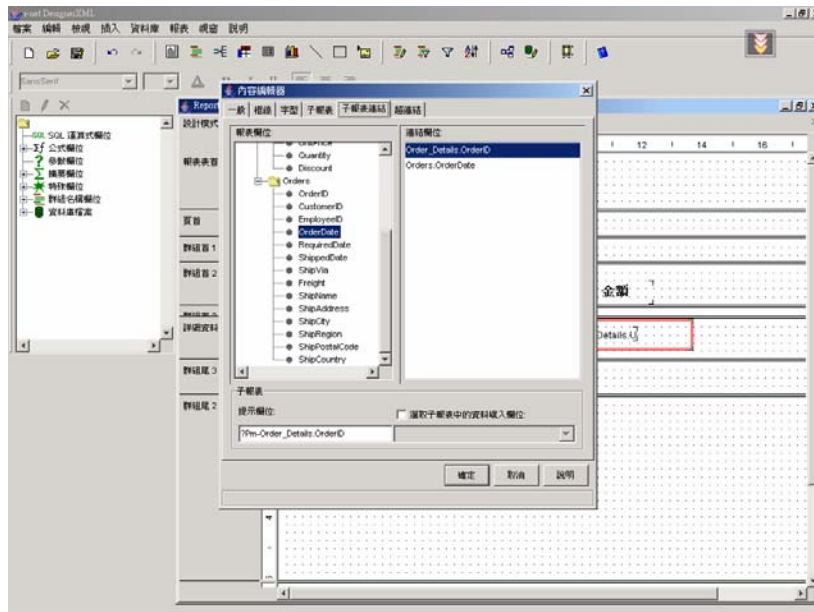 檔案 編輯 檢視 插入 資料庫 報表 視窗 說明
SansSerif
內容編輯器
Report
一般 框線 字型 子報表 子報表連結 超連結
SQL SQL 運算式欄位
公式欄位
參數欄位
摘要欄位
特殊欄位
群組名稱欄位
資料庫檔案
設計模式
報表表首
頁首
群組首 1
群組首 2
詳細資料
群組尾 3
群組尾 2
報表欄位
UnitPrice
Quantity
Discount
Orders
OrderID
CustomerID
EmployeeID
OrderDate
RequiredDate
ShippedDate
ShipVia
Freight
ShipName
ShipAddress
ShipCity
ShipRegion
ShipPostalCode
ShipCountry
連結欄位
Order_Details.OrderID
Orders.OrderDate
12 14 16
金額
子報表
提示欄位:
?Pm-Order_Details.OrderID
選取子報表中的資料填入欄位:
確定 取消 說明